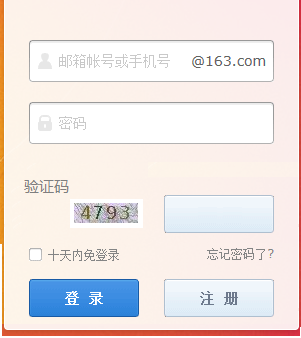 邮箱帐号或手机号 @163.com
密码
验证码
4793
十天内免登录 忘记密码了?
登 录 注 册